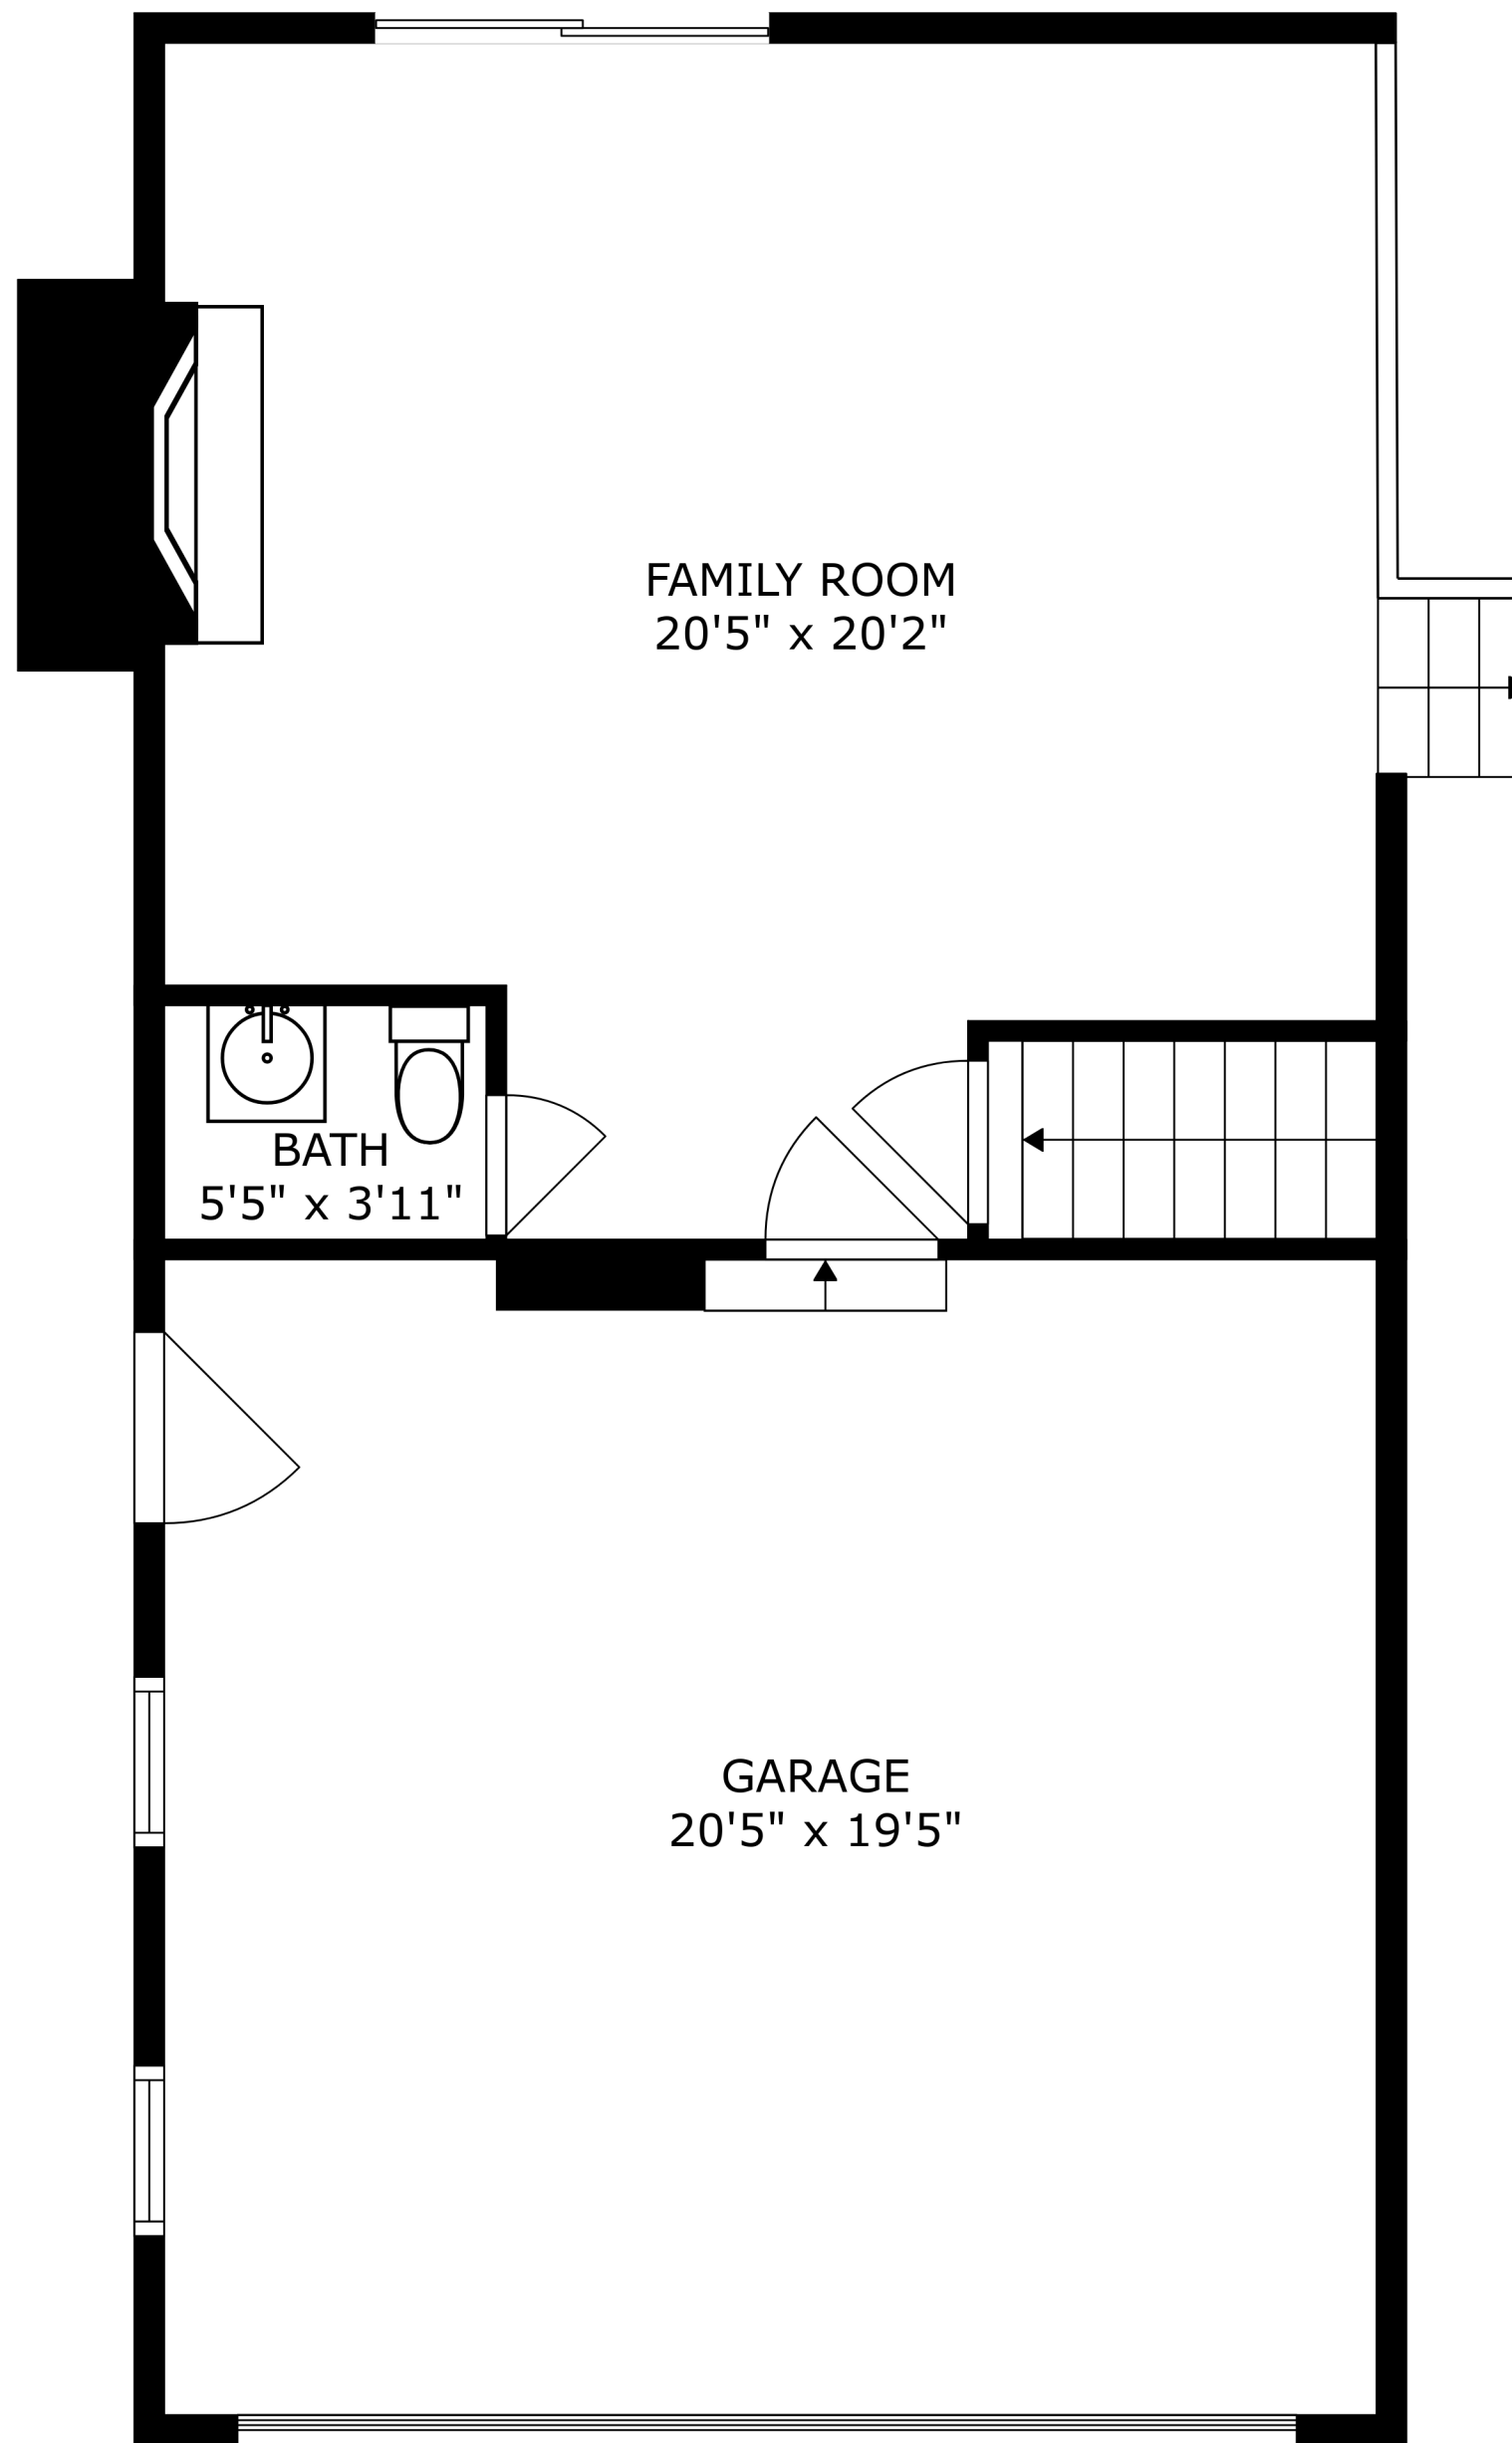 FAMILY ROOM
20'5" x 20'2"
BATH
5'5" x 3'11"
GARAGE
20'5" x 19'5"